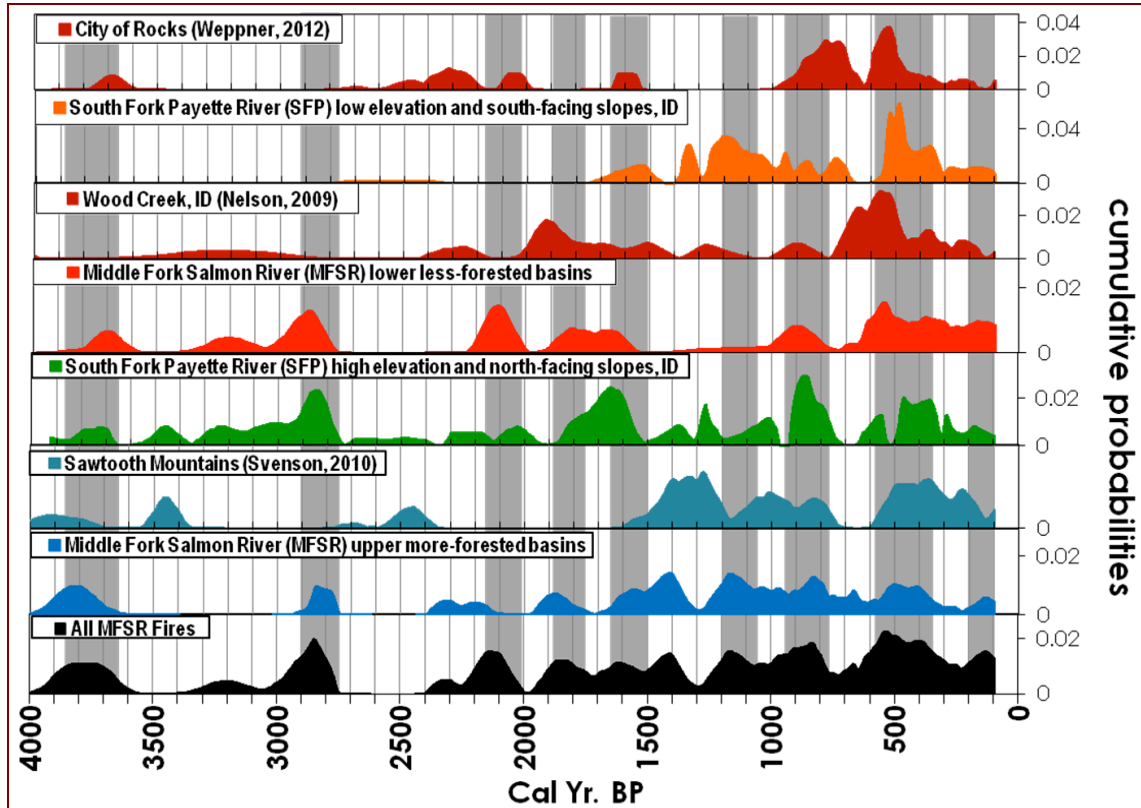 City of Rocks (Weppner, 2012)
0.04
0.02
0
South Fork Payette River (SFP) low elevation and south-facing slopes, ID
0.04
0
Wood Creek, ID (Nelson, 2009)
0.02
0
Middle Fork Salmon River (MFSR) lower less-forested basins
0.02
0
South Fork Payette River (SFP) high elevation and north-facing slopes, ID
0.02
0
Sawtooth Mountains (Svenson, 2010)
0
Middle Fork Salmon River (MFSR) upper more-forested basins
0.02
0
All MFSR Fires
0.02
0
cumulative probabilities
4000
3500
3000
2500
2000
1500
1000
500
0
Cal Yr. BP